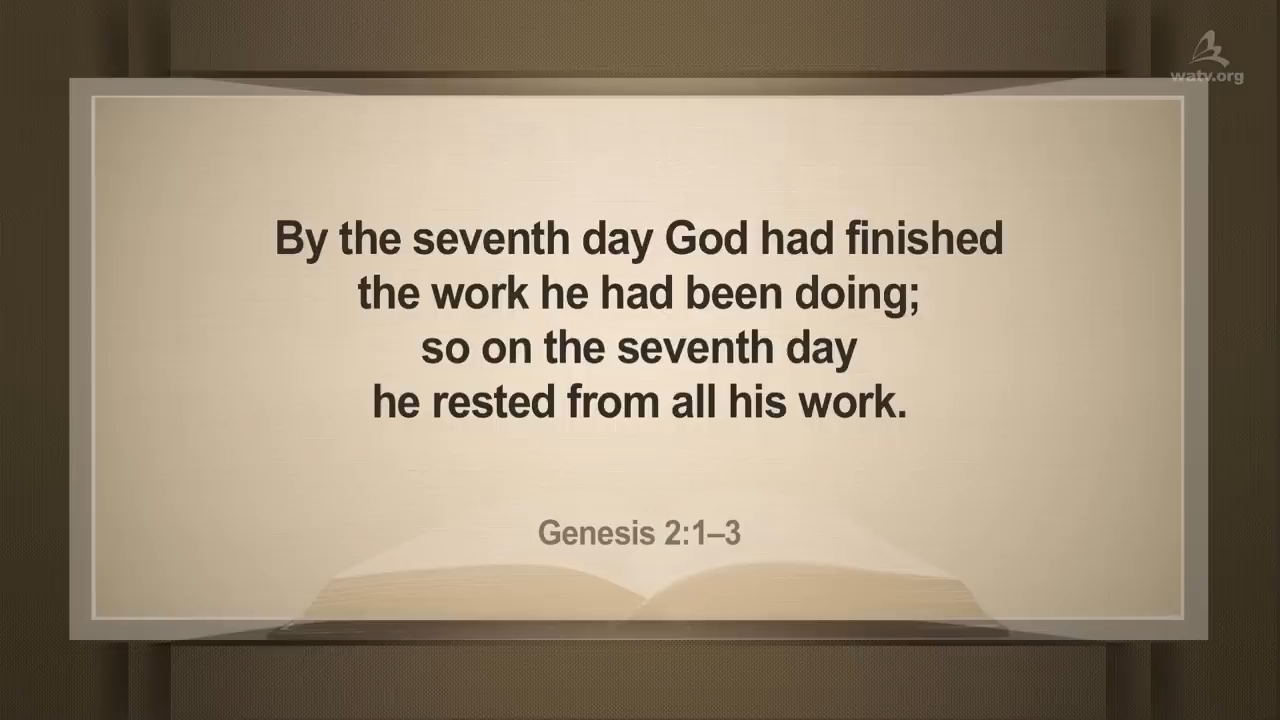 watv.org
By the seventh day God had finished
the work he had been doing;
so on the seventh day
he rested from all his work.
Genesis 2:1–3